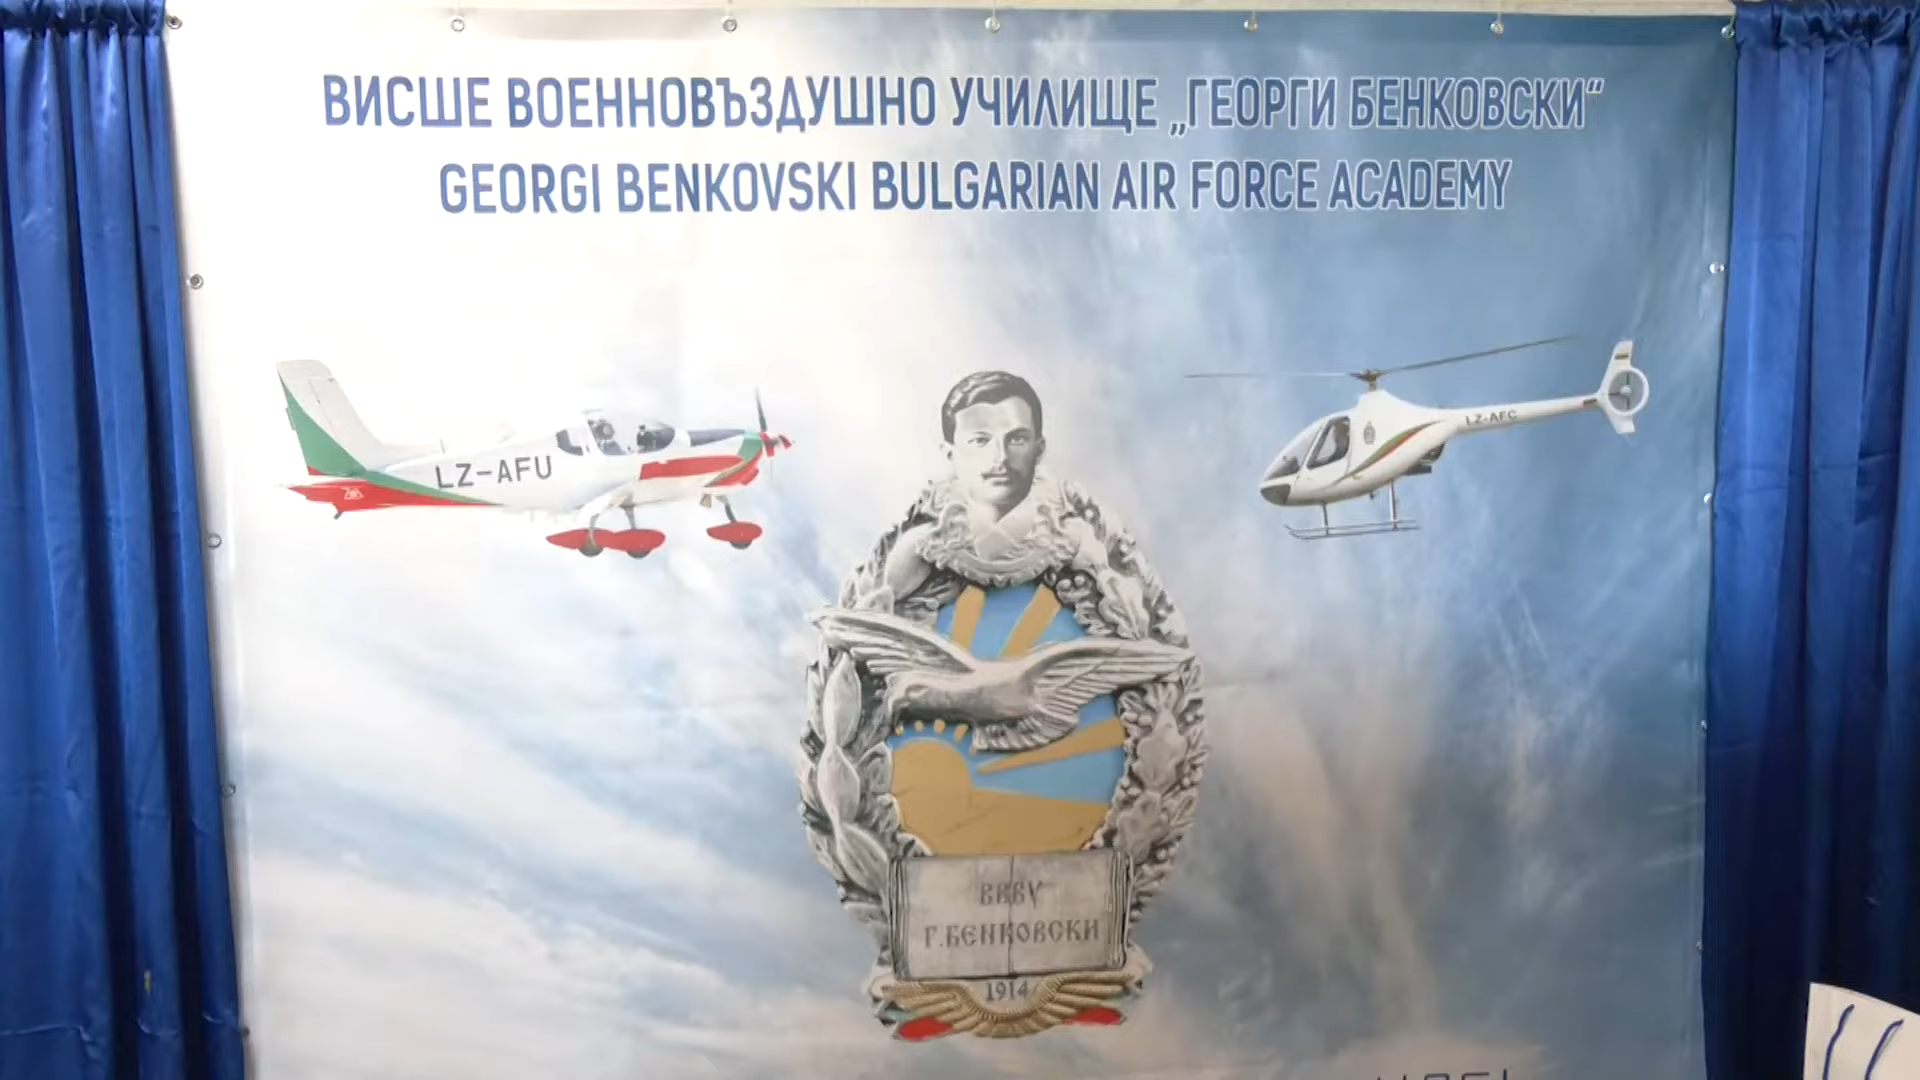 ВИСШЕ ВОЕННОВЪЗДУШНО УЧИЛИЩЕ „ГЕОРГИ БЕНКОВСКИ“
GEORGI BENKOVSKI BULGARIAN AIR FORCE ACADEMY
LZ-AFU
LZ-AFC
ВВВУ
Г.БЕНКОВСКИ
1914